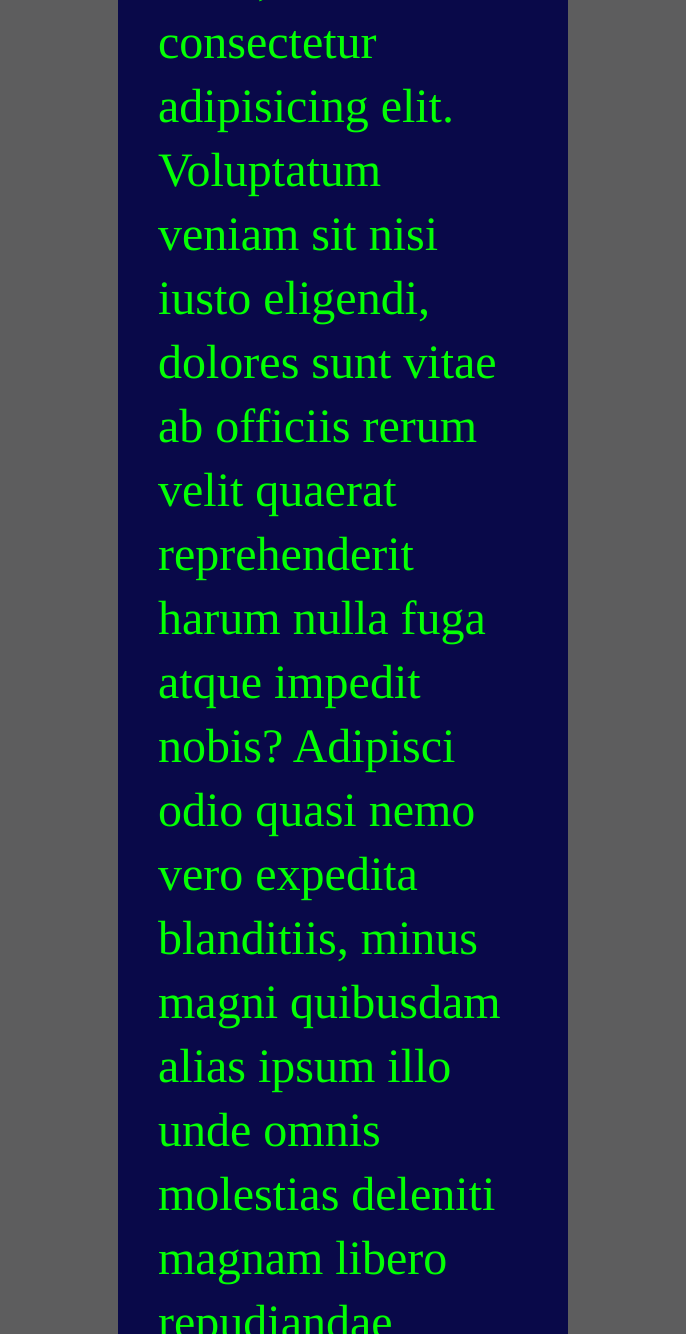 consectetur
adipisicing elit.
Voluptatum
veniam sit nisi
iusto eligendi,
dolores sunt vitae
ab officiis rerum
velit quaerat
reprehenderit
harum nulla fuga
atque impedit
nobis? Adipisci
odio quasi nemo
vero expedita
blanditiis, minus
magni quibusdam
alias ipsum illo
unde omnis
molestias deleniti
magnam libero
repudiandae